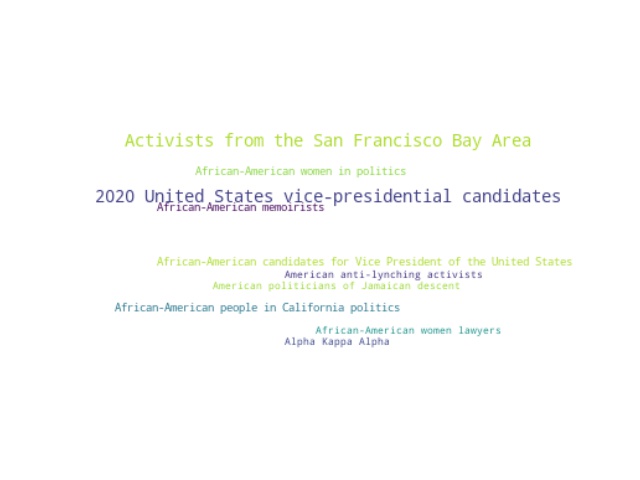 Activists from the San Francisco Bay Area
African-American women in politics
2020 United States vice-presidential candidates
African-American memoirists
African-American candidates for Vice President of the United States
American anti-lynching activists
American politicians of Jamaican descent
African-American people in California politics
African-American women lawyers
Alpha Kappa Alpha